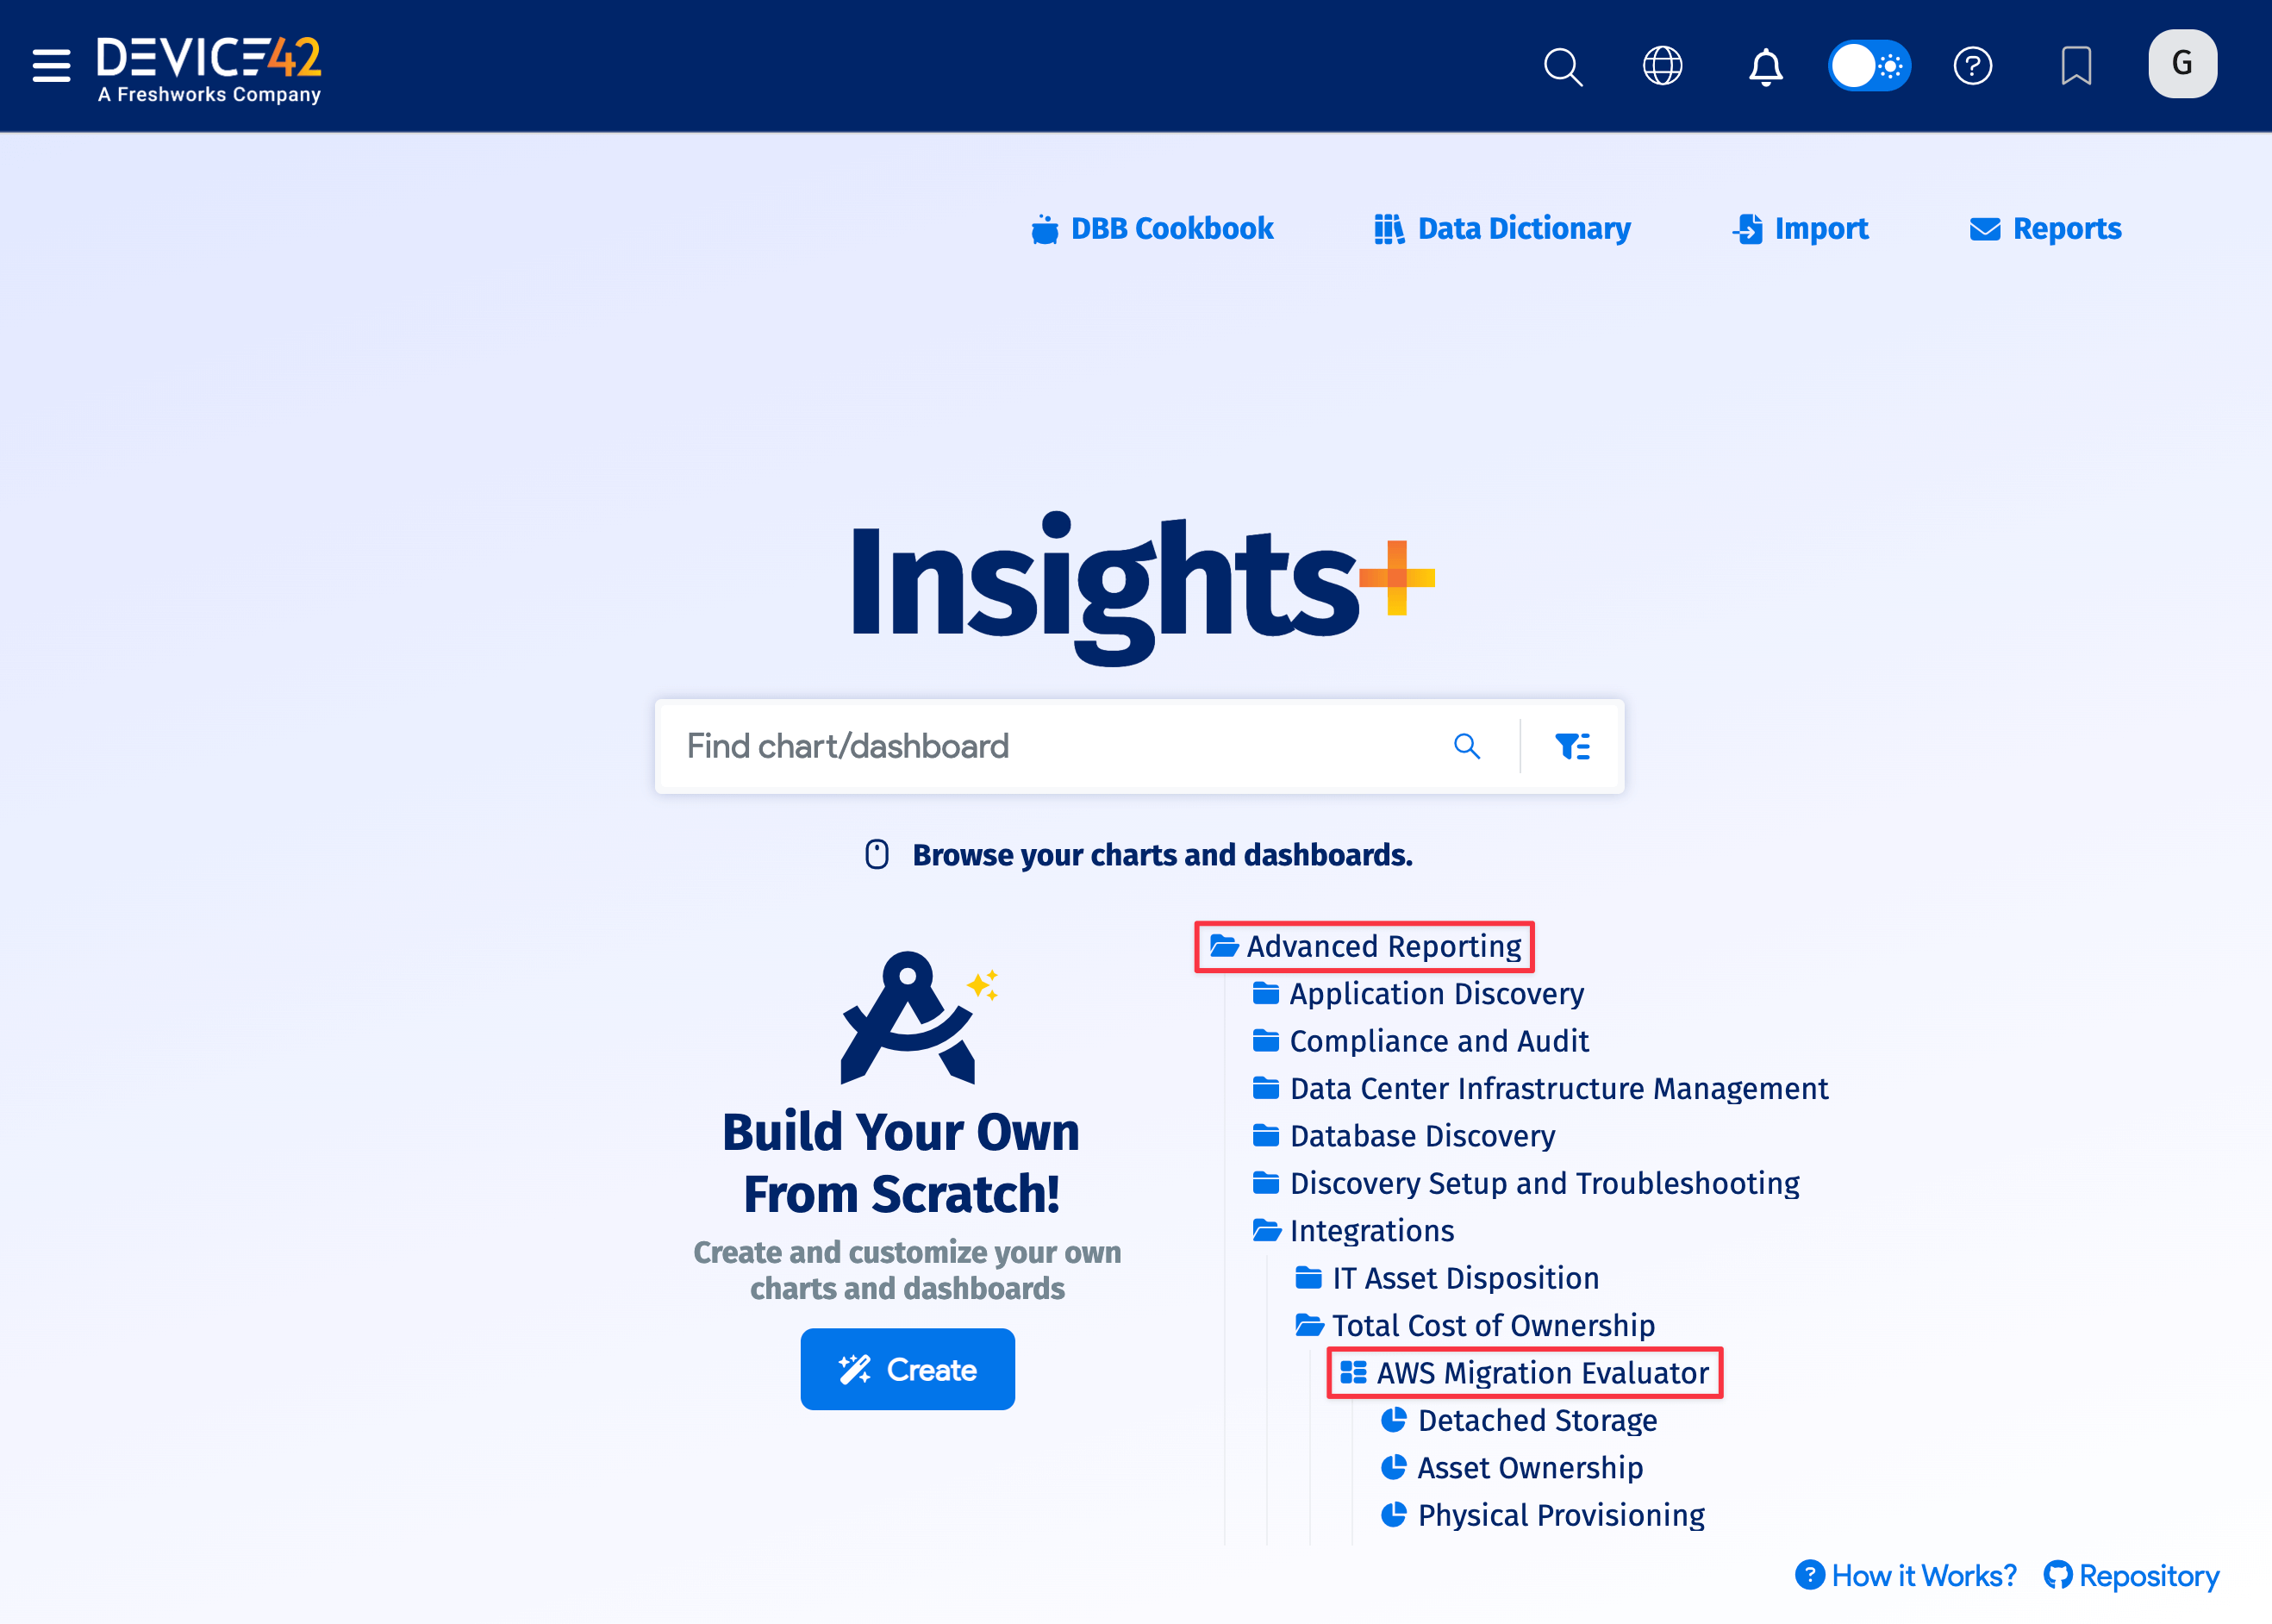 DEVICE42
A Freshworks Company
G
DBB Cookbook
Data Dictionary
Import
Reports
Insights+
Find chart/dashboard
Browse your charts and dashboards.
Build Your Own
From Scratch!
Create and customize your own
charts and dashboards
Create
Advanced Reporting
Application Discovery
Compliance and Audit
Data Center Infrastructure Management
Database Discovery
Discovery Setup and Troubleshooting
Integrations
IT Asset Disposition
Total Cost of Ownership
AWS Migration Evaluator
Detached Storage
Asset Ownership
Physical Provisioning
How it Works?
Repository